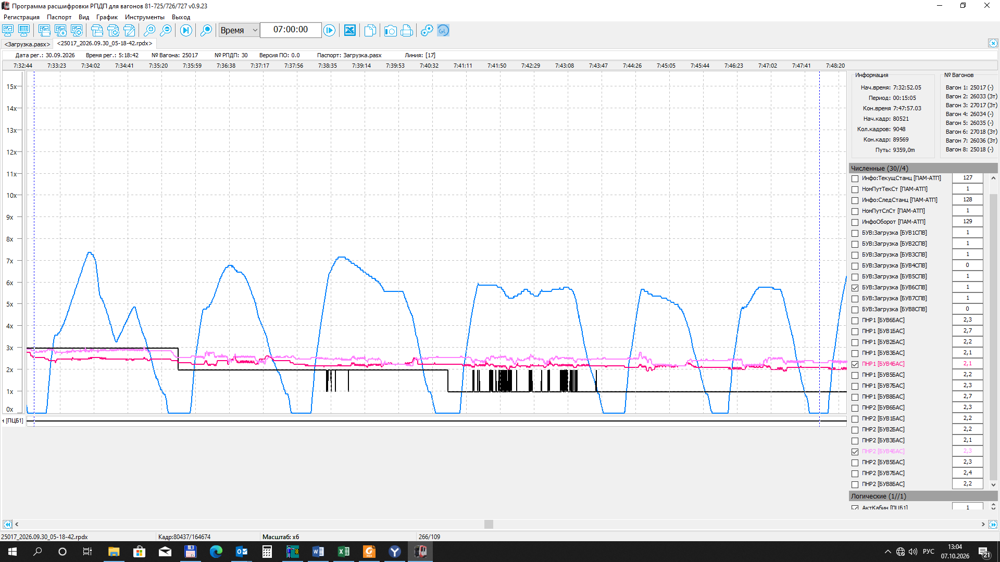 Программа расшифровки РПДП для вагонов 81-725/726/727 v0.9.23
Регистрация Паспорт Вид График Инструменты Выход
Время 07:00:00
<Загрузка.pasx> <25017_2026.09.30_05-18-42.rpdx>
Дата рег.: 30.09.2026 Время рег.: 5:18:42 № Вагона: 25017 № РПДП: 30 Версия ПО: 0.0 Паспорт: Загрузка.pasx Линия: [17]
7:32:44 7:33:23 7:34:02 7:34:41 7:35:20 7:35:59 7:36:38 7:37:17 7:37:56 7:38:35 7:39:14 7:39:53 7:40:32 7:41:11 7:41:50 7:42:29 7:43:08 7:43:47 7:44:26 7:45:05 7:45:44 7:46:23 7:47:02 7:47:41 7:48:20
15x
14x
13x
12x
11x
10x
9x
8x
7x
6x
5x
4x
3x
2x
1x
0x
н [ПЦБ1]
Информация
Нач.время: 7:32:52.05
Период: 00:15:05
Кон.время 7:47:57.03
Нач.кадр: 80521
Кол.кадров: 9048
Кон.кадр: 89569
Путь: 9359,0m
№ Вагонов
Вагон 1: 25017 (-)
Вагон 2: 26033 (3т)
Вагон 3: 27017 (3т)
Вагон 4: 26034 (-)
Вагон 5: 26035 (-)
Вагон 6: 27018 (3т)
Вагон 7: 26036 (3т)
Вагон 8: 25018 (-)
Численные (30//4)
Инфо:ТекущСтанц [ПАМ-АТП] 127
НомПутТекСт [ПАМ-АТП] 1
Инфо:СледСтанц [ПАМ-АТП] 128
НомПутСлСт [ПАМ-АТП] 1
ИнфоОборот [ПАМ-АТП] 129
БУВ:Загрузка [БУВ1СПВ] 1
БУВ:Загрузка [БУВ2СПВ] 1
БУВ:Загрузка [БУВ3СПВ] 1
БУВ:Загрузка [БУВ4СПВ] 0
БУВ:Загрузка [БУВ5СПВ] 1
БУВ:Загрузка [БУВ6СПВ] 1
БУВ:Загрузка [БУВ7СПВ] 1
БУВ:Загрузка [БУВ8СПВ] 0
ПНР1 [БУВ6БАС] 2,3
ПНР1 [БУВ1БАС] 2,7
ПНР1 [БУВ2БАС] 2,2
ПНР1 [БУВ3БАС] 2,1
ПНР1 [БУВ4БАС] 2,1
ПНР1 [БУВ5БАС] 2,2
ПНР1 [БУВ7БАС] 2,3
ПНР1 [БУВ8БАС] 2,7
ПНР2 [БУВ6БАС] 2,3
ПНР2 [БУВ1БАС] 2,2
ПНР2 [БУВ2БАС] 2,2
ПНР2 [БУВ3БАС] 2,1
ПНР2 [БУВ4БАС] 2,3
ПНР2 [БУВ5БАС] 2,3
ПНР2 [БУВ7БАС] 2,4
ПНР2 [БУВ8БАС] 2,2
Логические (1//1)
АктКабин [ПЦБ1] 1
25017_2026.09.30_05-18-42.rpdx Кадр:80437/164674 Масштаб: x6 266/109
РУС 13:04
07.10.2026
21